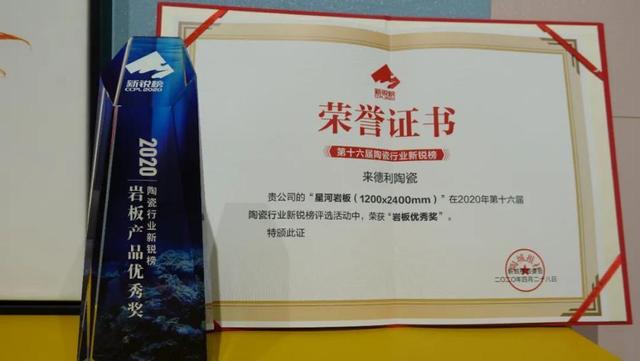 新锐榜
CCPL2020
2020
陶瓷行业新锐榜
岩板产品优秀奖
新锐榜
荣誉证书
第十六届陶瓷行业新锐榜
来德利陶瓷
贵公司的“星河岩板（1200x2400mm）”在2020年第十六届
陶瓷行业新锐榜评选活动中，荣获“岩板优秀奖”。
特颁此证
二〇二〇年四月二十八日